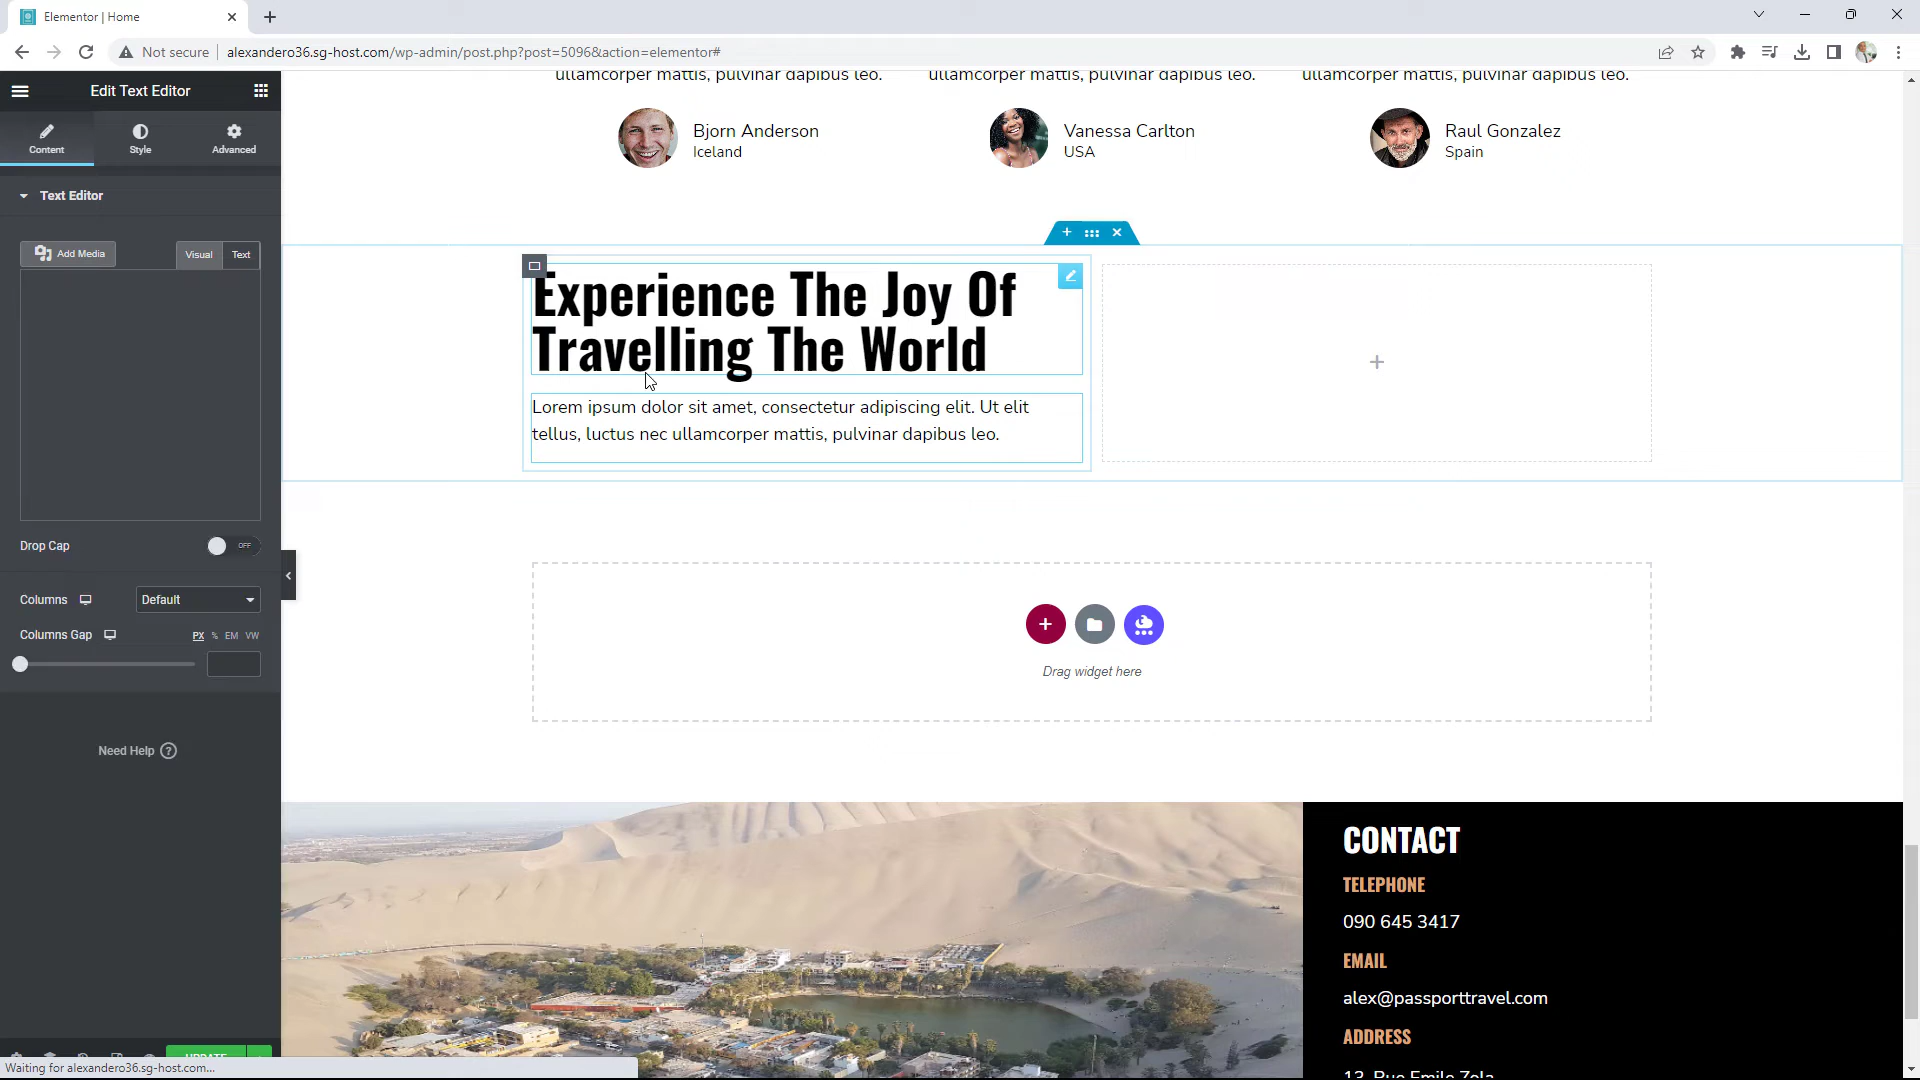 Elementor | Home
Not secure
alexandero36.sg-host.com/wp-admin/post.php?post=5096&action=elementor#
Edit Text Editor
Content
Style
Advanced
Text Editor
Add Media
Visual
Text
Drop Cap
OFF
Columns
Default
Columns Gap
PX % EM VW
Need Help
UPDATE
Waiting for alexandero36.sg-host.com...
ullamcorper mattis, pulvinar dapibus leo.
ullamcorper mattis, pulvinar dapibus leo.
ullamcorper mattis, pulvinar dapibus leo.
Bjorn Anderson
Iceland
Vanessa Carlton
USA
Raul Gonzalez
Spain
Experience The Joy Of
Travelling The World
Lorem ipsum dolor sit amet, consectetur adipiscing elit. Ut elit
tellus, luctus nec ullamcorper mattis, pulvinar dapibus leo.
Drag widget here
CONTACT
TELEPHONE
090 645 3417
EMAIL
alex@passporttravel.com
ADDRESS
13, Rue Emile Zola